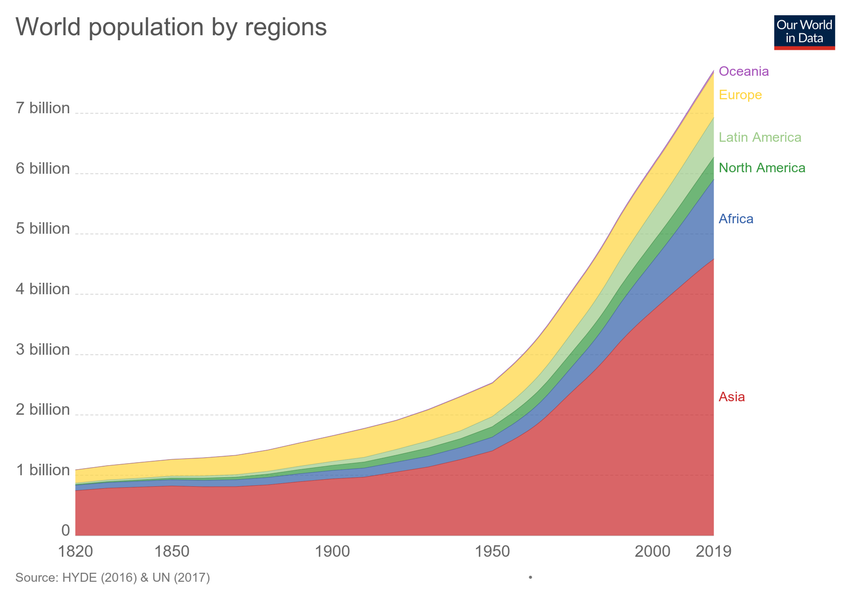 World population by regions
Our World
in Data
Oceania
Europe
Latin America
North America
Africa
Asia
7 billion
6 billion
5 billion
4 billion
3 billion
2 billion
1 billion
0
1820
1850
1900
1950
2000
2019
Source: HYDE (2016) & UN (2017)